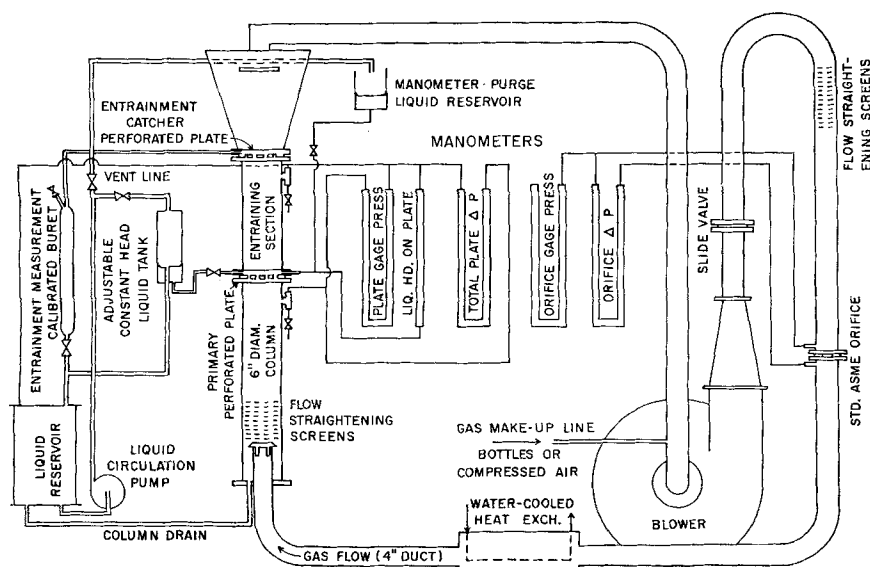 MANOMETER-PURGE
LIQUID RESERVOIR
ENTRAINMENT
CATCHER
PERFORATED PLATE
MANOMETERS
VENT LINE
ENTRAINMENT MEASUREMENT
CALIBRATED BURET
ADJUSTABLE
CONSTANT HEAD
LIQUID TANK
ENTRAINING
SECTION
PLATE GAGE PRESS
LIQ. HD. ON PLATE
TOTAL PLATE Δ P
ORIFICE GAGE PRESS
ORIFICE Δ P
SLIDE VALVE
FLOW STRAIGHT-
ENING SCREENS
STD. ASME ORIFICE
PRIMARY
PERFORATED PLATE
6" DIAM.
COLUMN
FLOW
STRAIGHTENING
SCREENS
LIQUID
RESERVOIR
LIQUID
CIRCULATION
PUMP
COLUMN DRAIN
GAS MAKE-UP LINE
BOTTLES OR
COMPRESSED AIR
WATER-COOLED
HEAT EXCH.
BLOWER
GAS FLOW (4" DUCT)